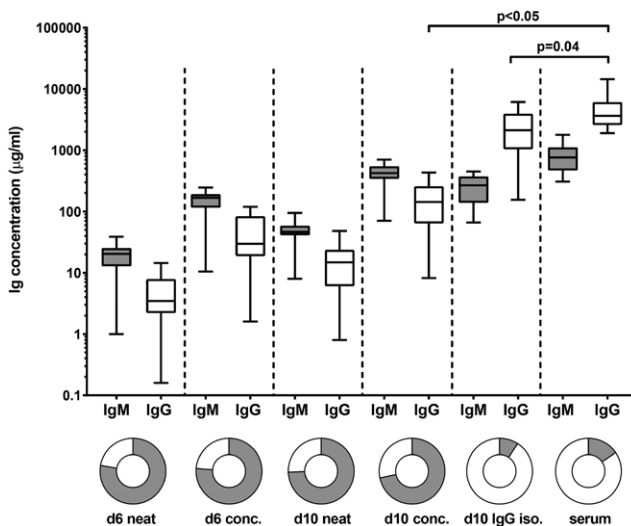 p<0.05
p=0.04
Ig concentration (μg/ml)
100000
10000
1000
100
10
1
0.1
IgM IgG IgM IgG IgM IgG IgM IgG IgM IgG IgM IgG
d6 neat d6 conc. d10 neat d10 conc. d10 IgG iso. serum